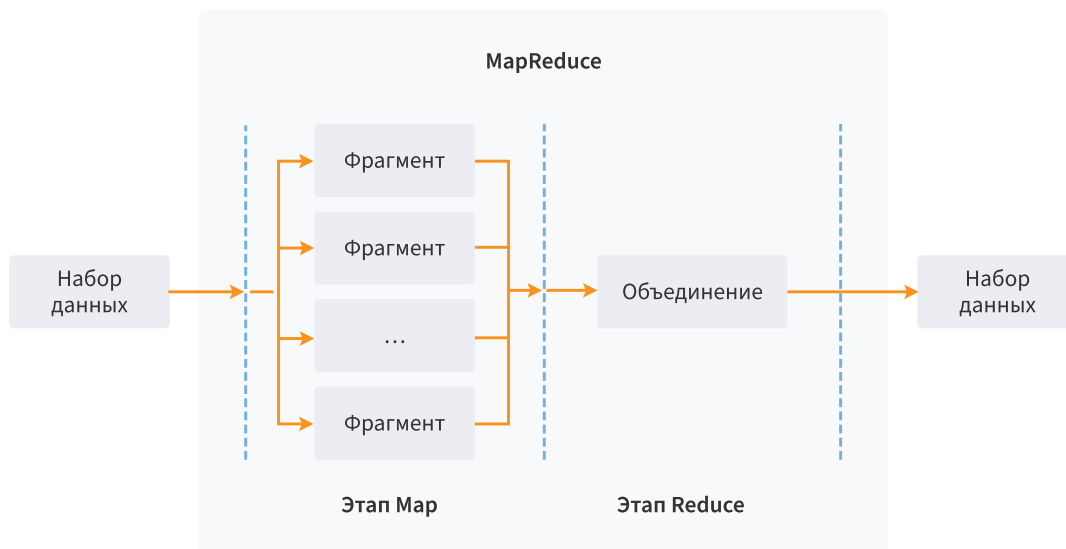 MapReduce
Набор
данных
Фрагмент
Фрагмент
...
Фрагмент
Объединение
Набор
данных
Этап Map
Этап Reduce